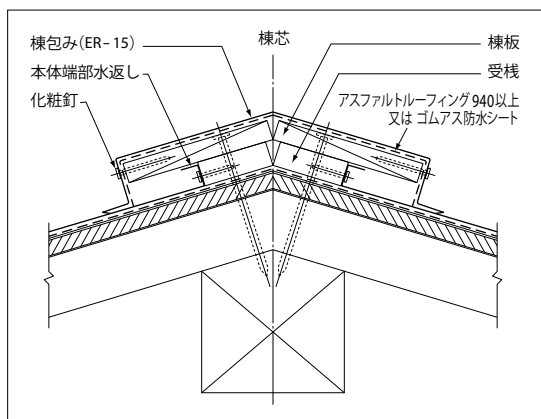 棟包み(ER-15)
本体端部水返し
化粧釘
棟芯
棟板
受桟
アスファルトルーフィング940以上
又は ゴムアス防水シート